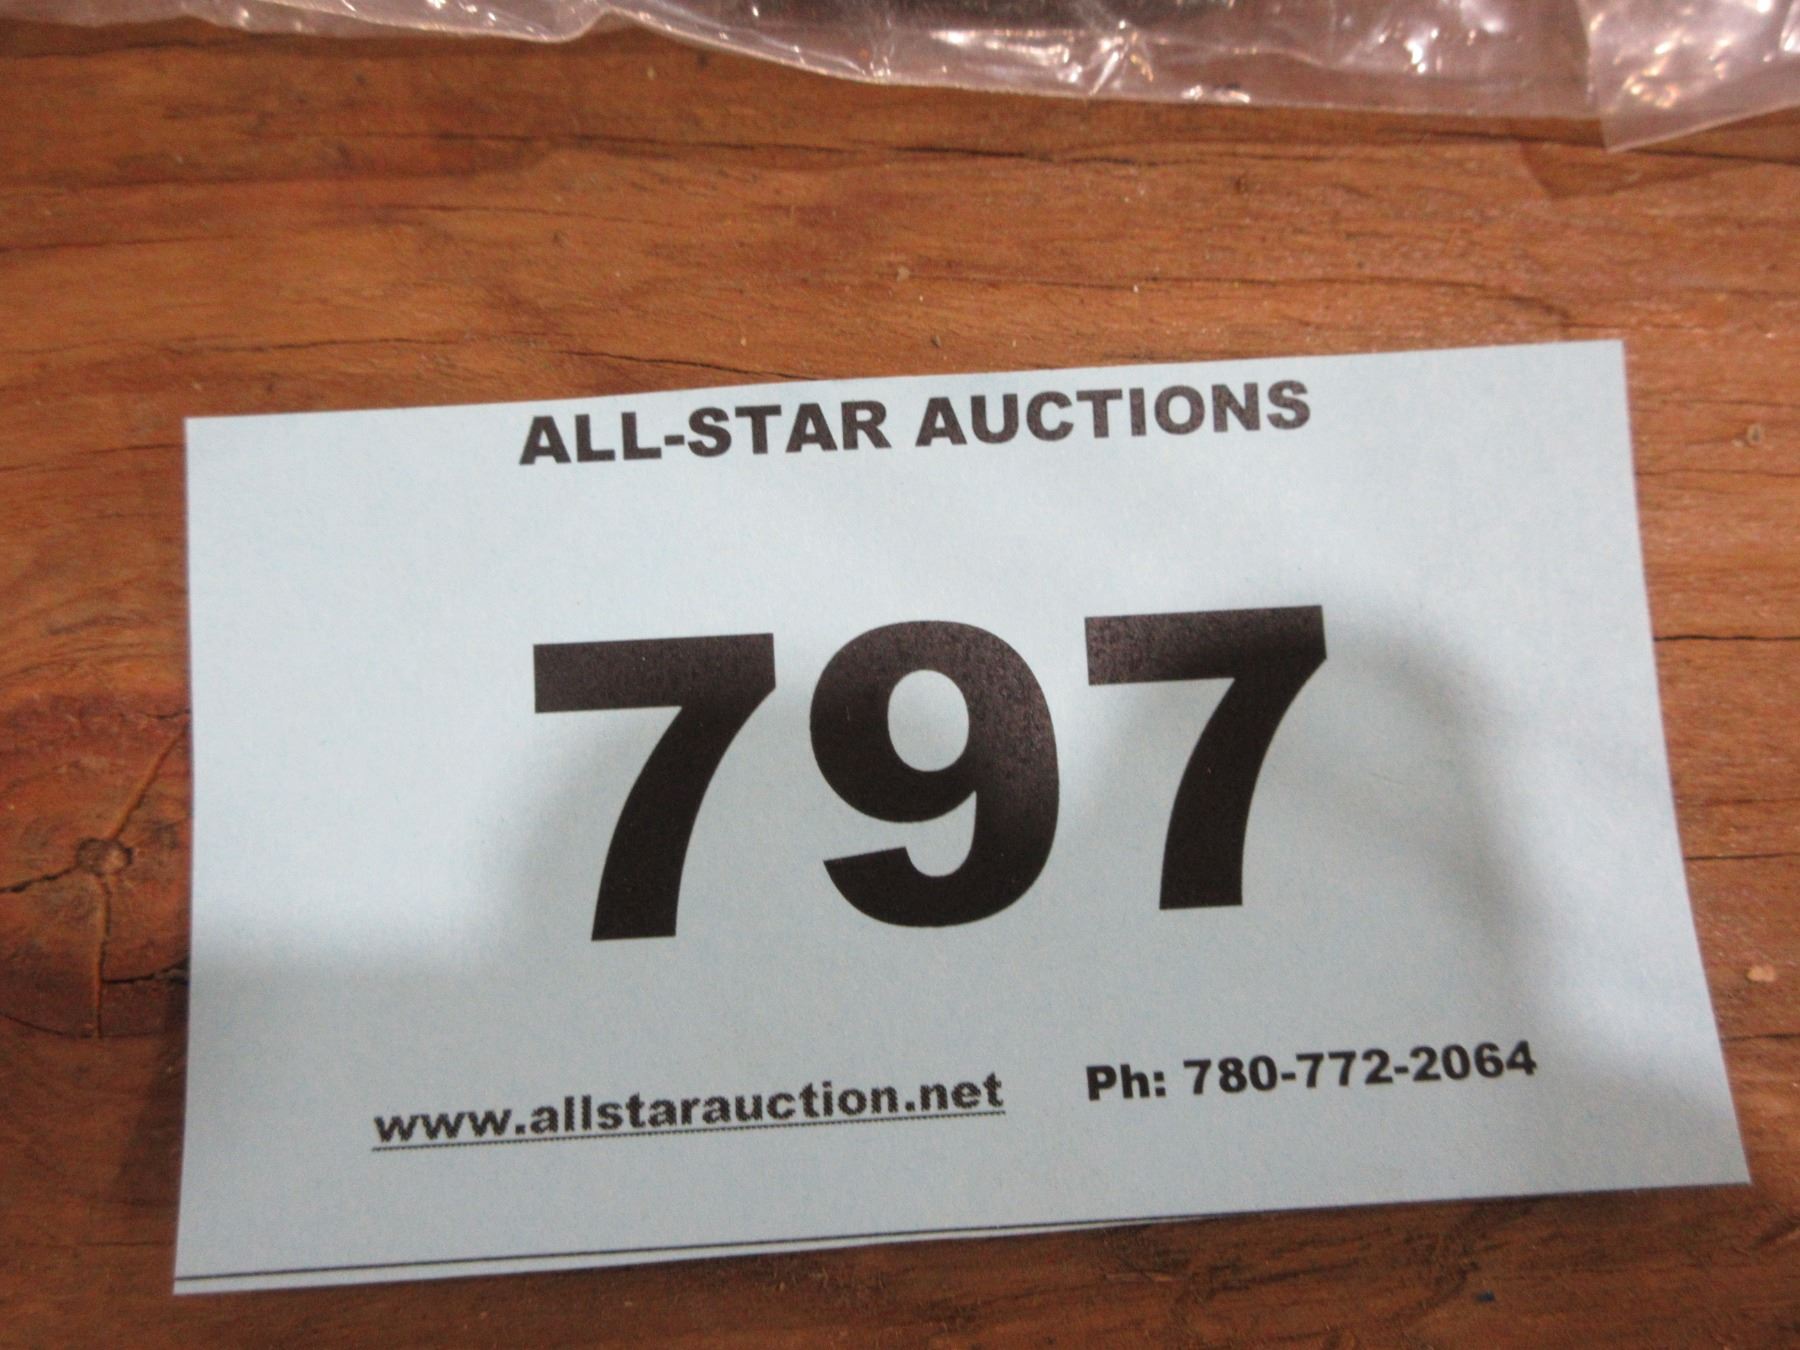 ALL-STAR AUCTIONS
797
www.allstarauction.net Ph: 780-772-2064